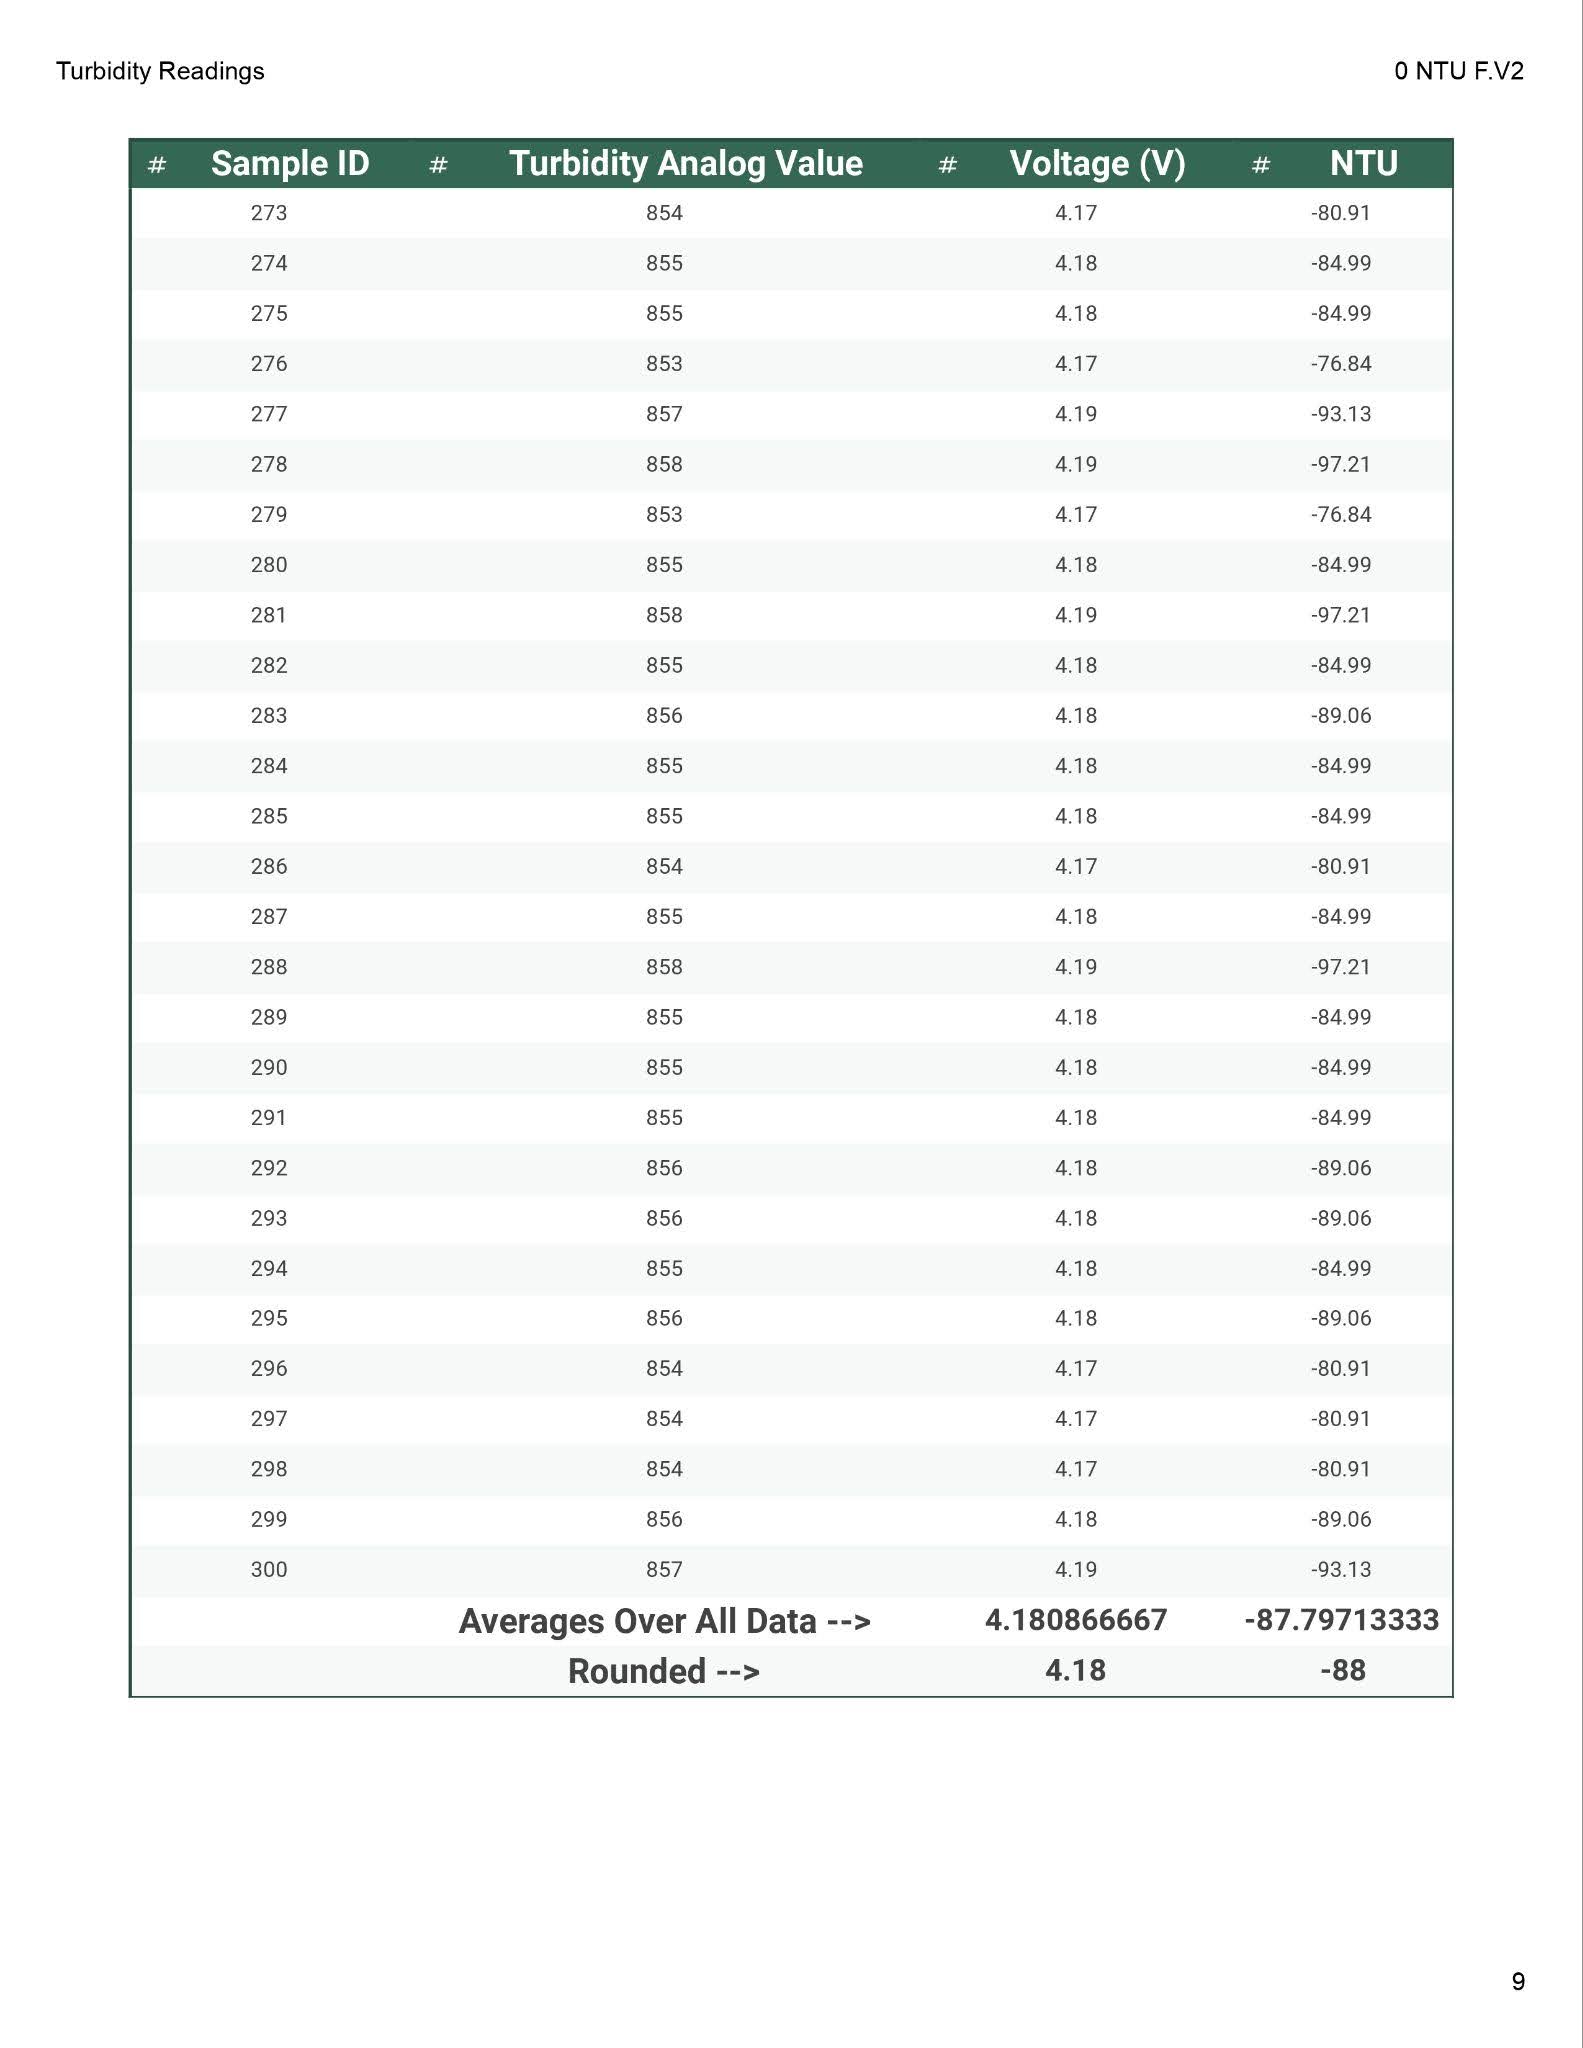 Turbidity Readings 0 NTU F.V2
# Sample ID # Turbidity Analog Value # Voltage (V) # NTU
273 854 4.17 -80.91
274 855 4.18 -84.99
275 855 4.18 -84.99
276 853 4.17 -76.84
277 857 4.19 -93.13
278 858 4.19 -97.21
279 853 4.17 -76.84
280 855 4.18 -84.99
281 858 4.19 -97.21
282 855 4.18 -84.99
283 856 4.18 -89.06
284 855 4.18 -84.99
285 855 4.18 -84.99
286 854 4.17 -80.91
287 855 4.18 -84.99
288 858 4.19 -97.21
289 855 4.18 -84.99
290 855 4.18 -84.99
291 855 4.18 -84.99
292 856 4.18 -89.06
293 856 4.18 -89.06
294 855 4.18 -84.99
295 856 4.18 -89.06
296 854 4.17 -80.91
297 854 4.17 -80.91
298 854 4.17 -80.91
299 856 4.18 -89.06
300 857 4.19 -93.13
Averages Over All Data --> 4.180866667 -87.79713333
Rounded --> 4.18 -88
9